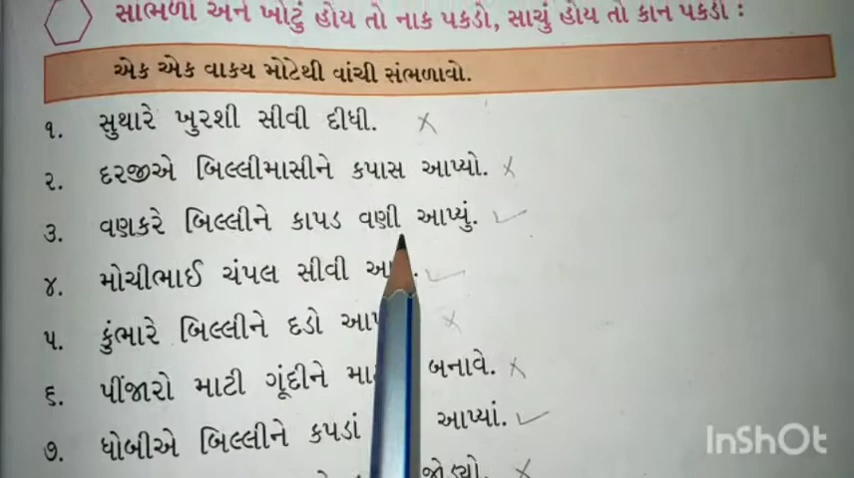 સાંભળો અને ખોટું હોય તો નાક પકડો, સાચું હોય તો કાન પકડો :
એક એક વાકય મોટેથી વાંચી સંભળાવો.
૧. સુથારે ખુરશી સીવી દીધી. ✗
૨. દરજીએ બિલ્લીમાસીને કપાસ આપ્યો. ✗
૩. વણકરે બિલ્લીને કાપડ વણી આપ્યું. ✓
૪. મોચીભાઈ ચંપલ સીવી ✓
૫. કુંભારે બિલ્લીને દડો ✗
૬. પીંજારો માટી ગૂંદીને બનાવે. ✗
૭. ધોબીએ બિલ્લીને કપડાં આપ્યાં. ✓
જોડ્યો. ✗
InShOt